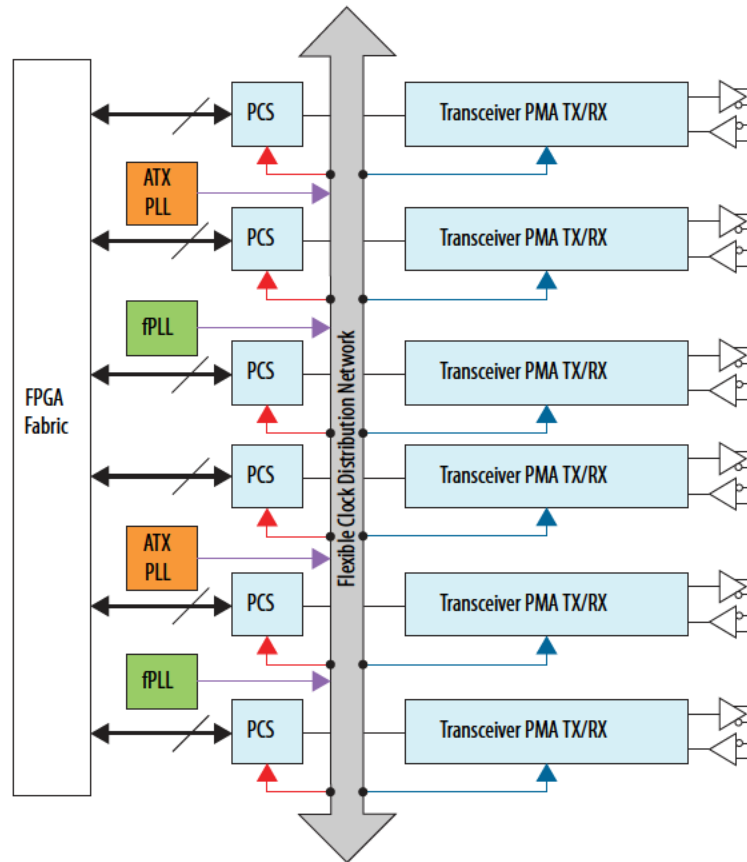 PCS
Transceiver PMA TX/RX
ATX
PLL
PCS
Transceiver PMA TX/RX
fPLL
PCS
Transceiver PMA TX/RX
FPGA
Fabric
Flexible Clock Distribution Network
PCS
Transceiver PMA TX/RX
ATX
PLL
PCS
Transceiver PMA TX/RX
fPLL
PCS
Transceiver PMA TX/RX